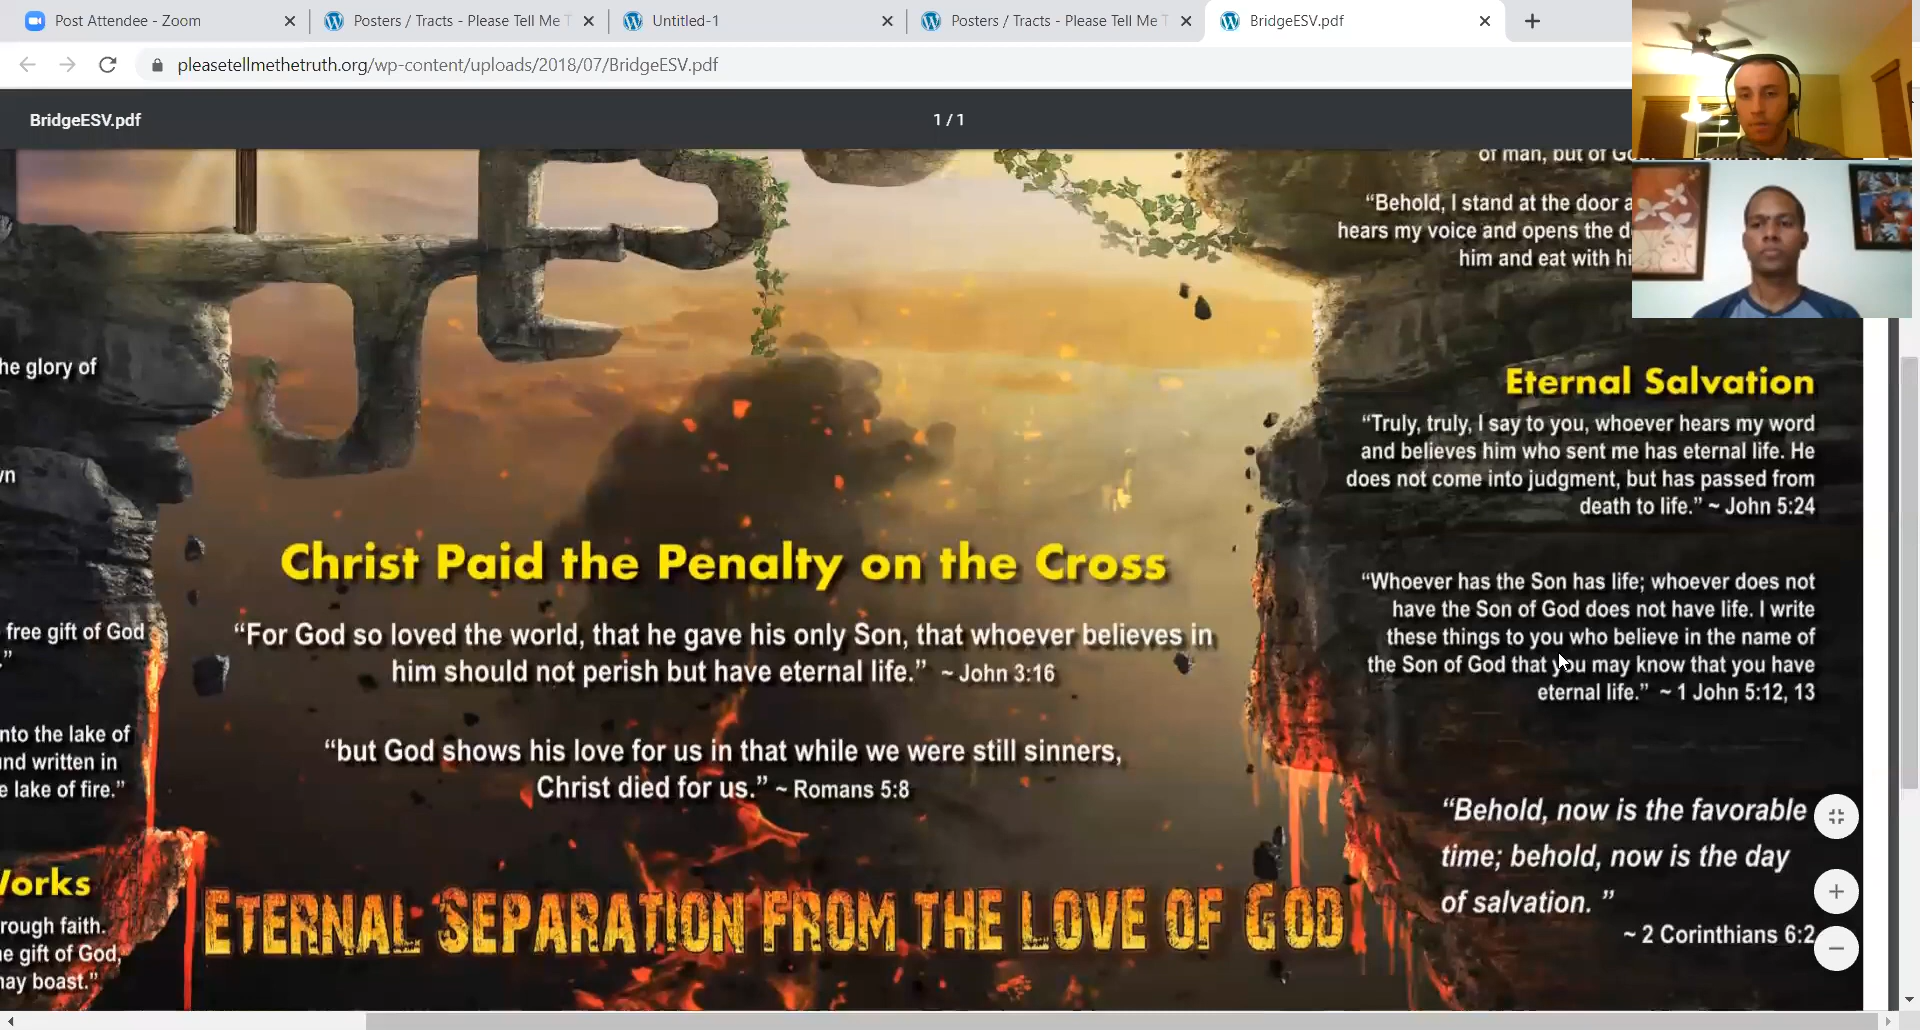 Post Attendee - Zoom
Posters / Tracts - Please Tell Me T
Untitled-1
Posters / Tracts - Please Tell Me T
BridgeESV.pdf
pleasetellmethetruth.org/wp-content/uploads/2018/07/BridgeESV.pdf
BridgeESV.pdf
1 / 1
JES
he glory of
wn
free gift of God
.”
nto the lake of
und written in
e lake of fire.”
Works
rough faith.
e gift of God,
may boast.”
Christ Paid the Penalty on the Cross
“For God so loved the world, that he gave his only Son, that whoever believes in
him should not perish but have eternal life.” ~ John 3:16
“but God shows his love for us in that while we were still sinners,
Christ died for us.” ~ Romans 5:8
ETERNAL SEPARATION FROM THE LOVE OF GOD
of man, but of
“Behold, I stand at the door a
hears my voice and opens the d
him and eat with hi
Eternal Salvation
“Truly, truly, I say to you, whoever hears my word
and believes him who sent me has eternal life. He
does not come into judgment, but has passed from
death to life.” ~ John 5:24
“Whoever has the Son has life; whoever does not
have the Son of God does not have life. I write
these things to you who believe in the name of
the Son of God that you may know that you have
eternal life.” ~ 1 John 5:12, 13
“Behold, now is the favorable
time; behold, now is the day
of salvation. ”
~ 2 Corinthians 6:2